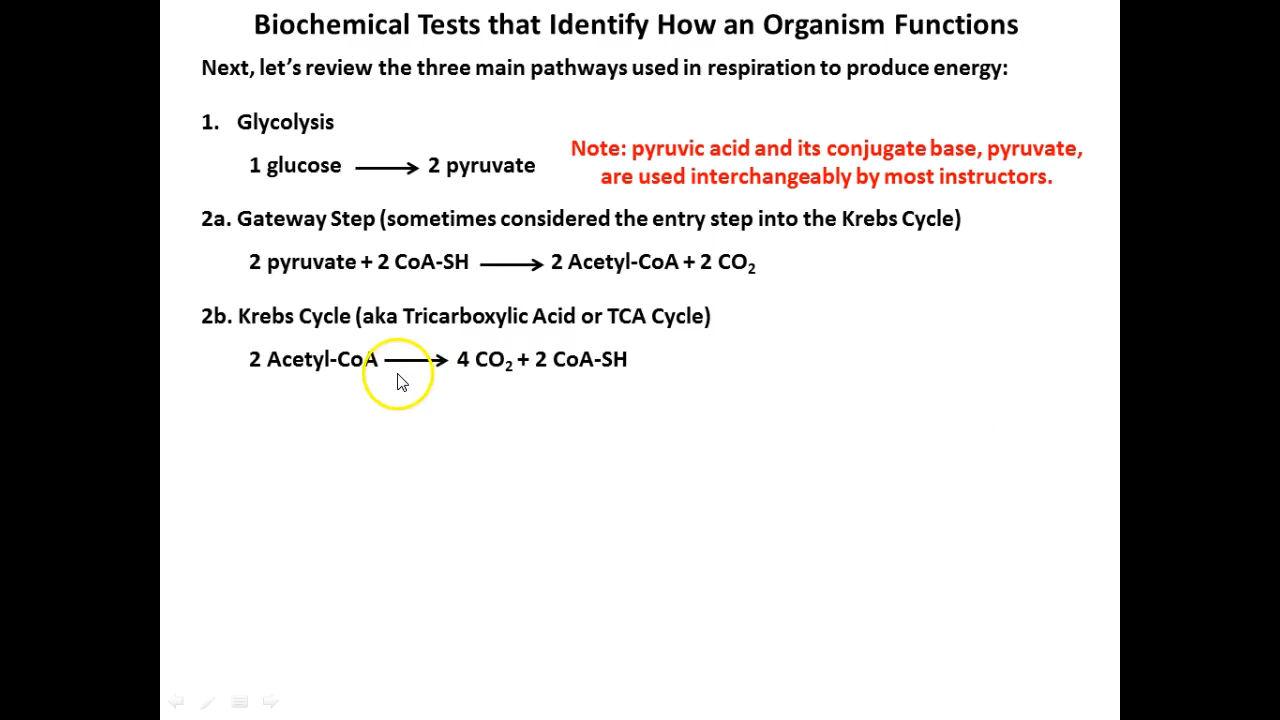 Biochemical Tests that Identify How an Organism Functions
Next, let's review the three main pathways used in respiration to produce energy:
1. Glycolysis
1 glucose ⟶ 2 pyruvate
Note: pyruvic acid and its conjugate base, pyruvate,
are used interchangeably by most instructors.
2a. Gateway Step (sometimes considered the entry step into the Krebs Cycle)
2 pyruvate + 2 CoA-SH ⟶ 2 Acetyl-CoA + 2 CO₂
2b. Krebs Cycle (aka Tricarboxylic Acid or TCA Cycle)
2 Acetyl-CoA ⟶ 4 CO₂ + 2 CoA-SH